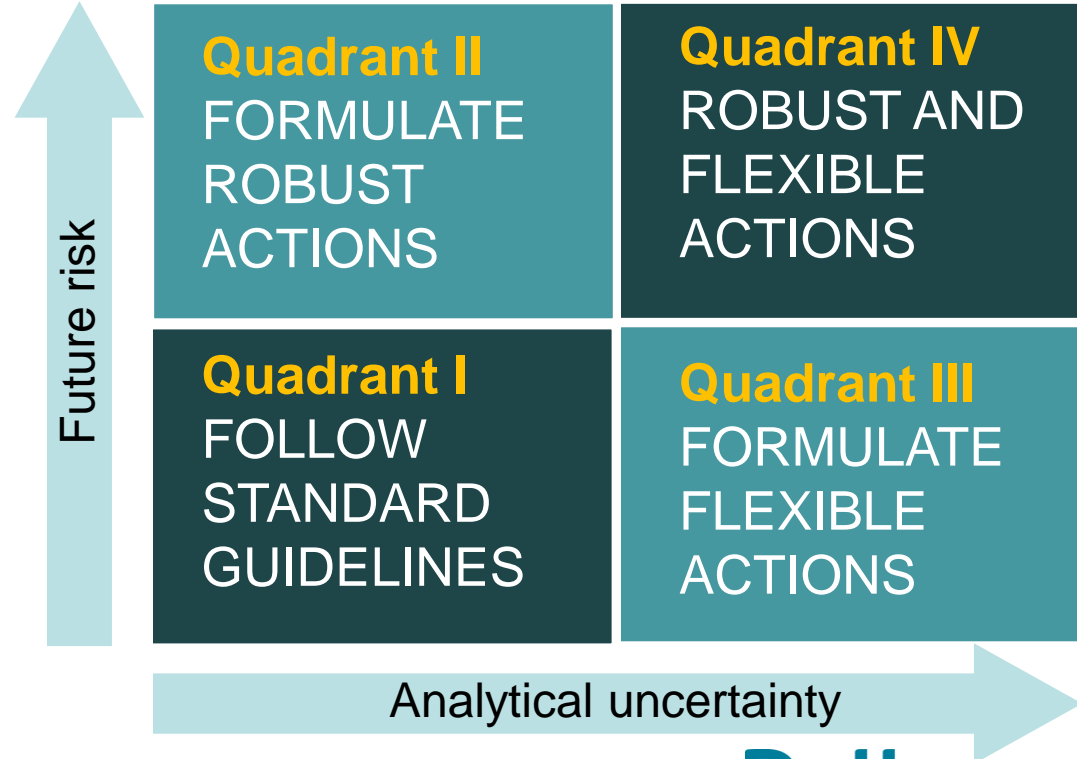 Quadrant II
FORMULATE
ROBUST
ACTIONS
Quadrant IV
ROBUST AND
FLEXIBLE
ACTIONS
Future risk
Quadrant I
FOLLOW
STANDARD
GUIDELINES
Quadrant III
FORMULATE
FLEXIBLE
ACTIONS
Analytical uncertainty